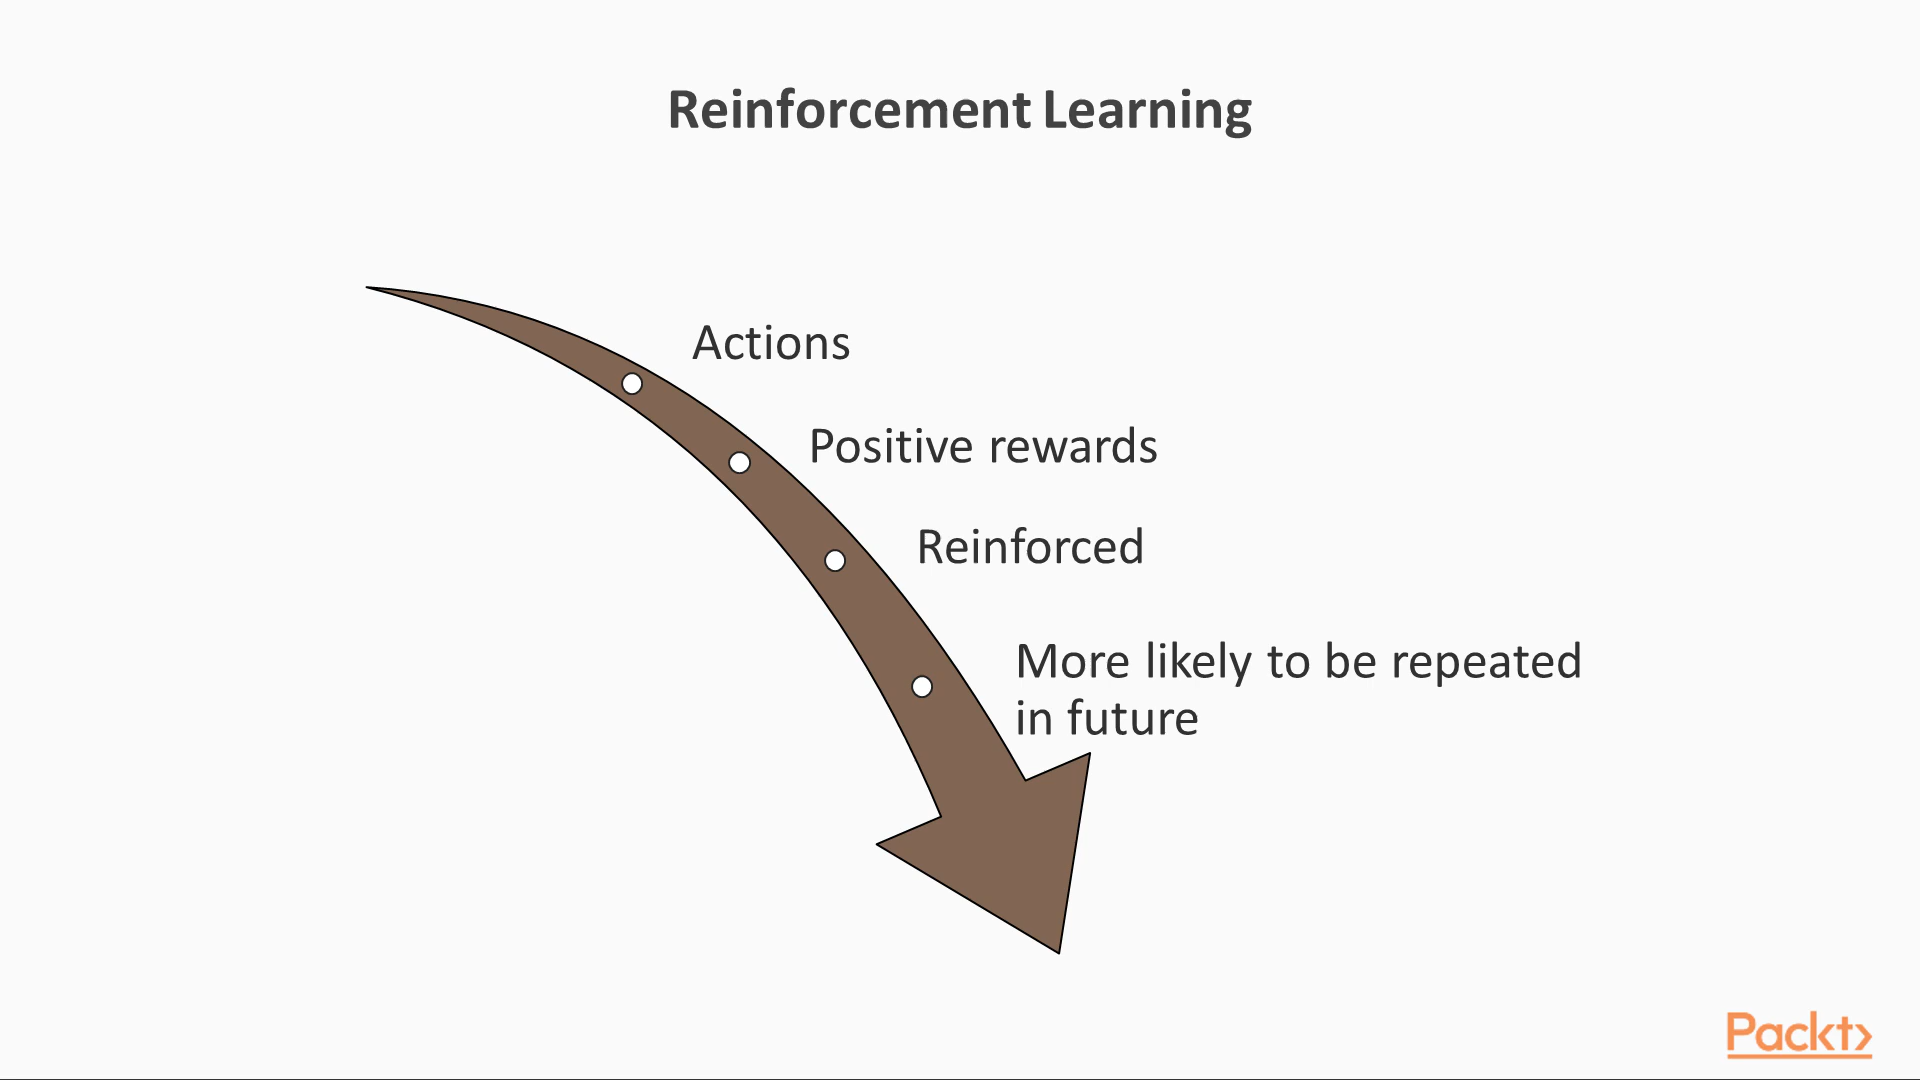 Reinforcement Learning
Actions
Positive rewards
Reinforced
More likely to be repeated
in future
Packt>